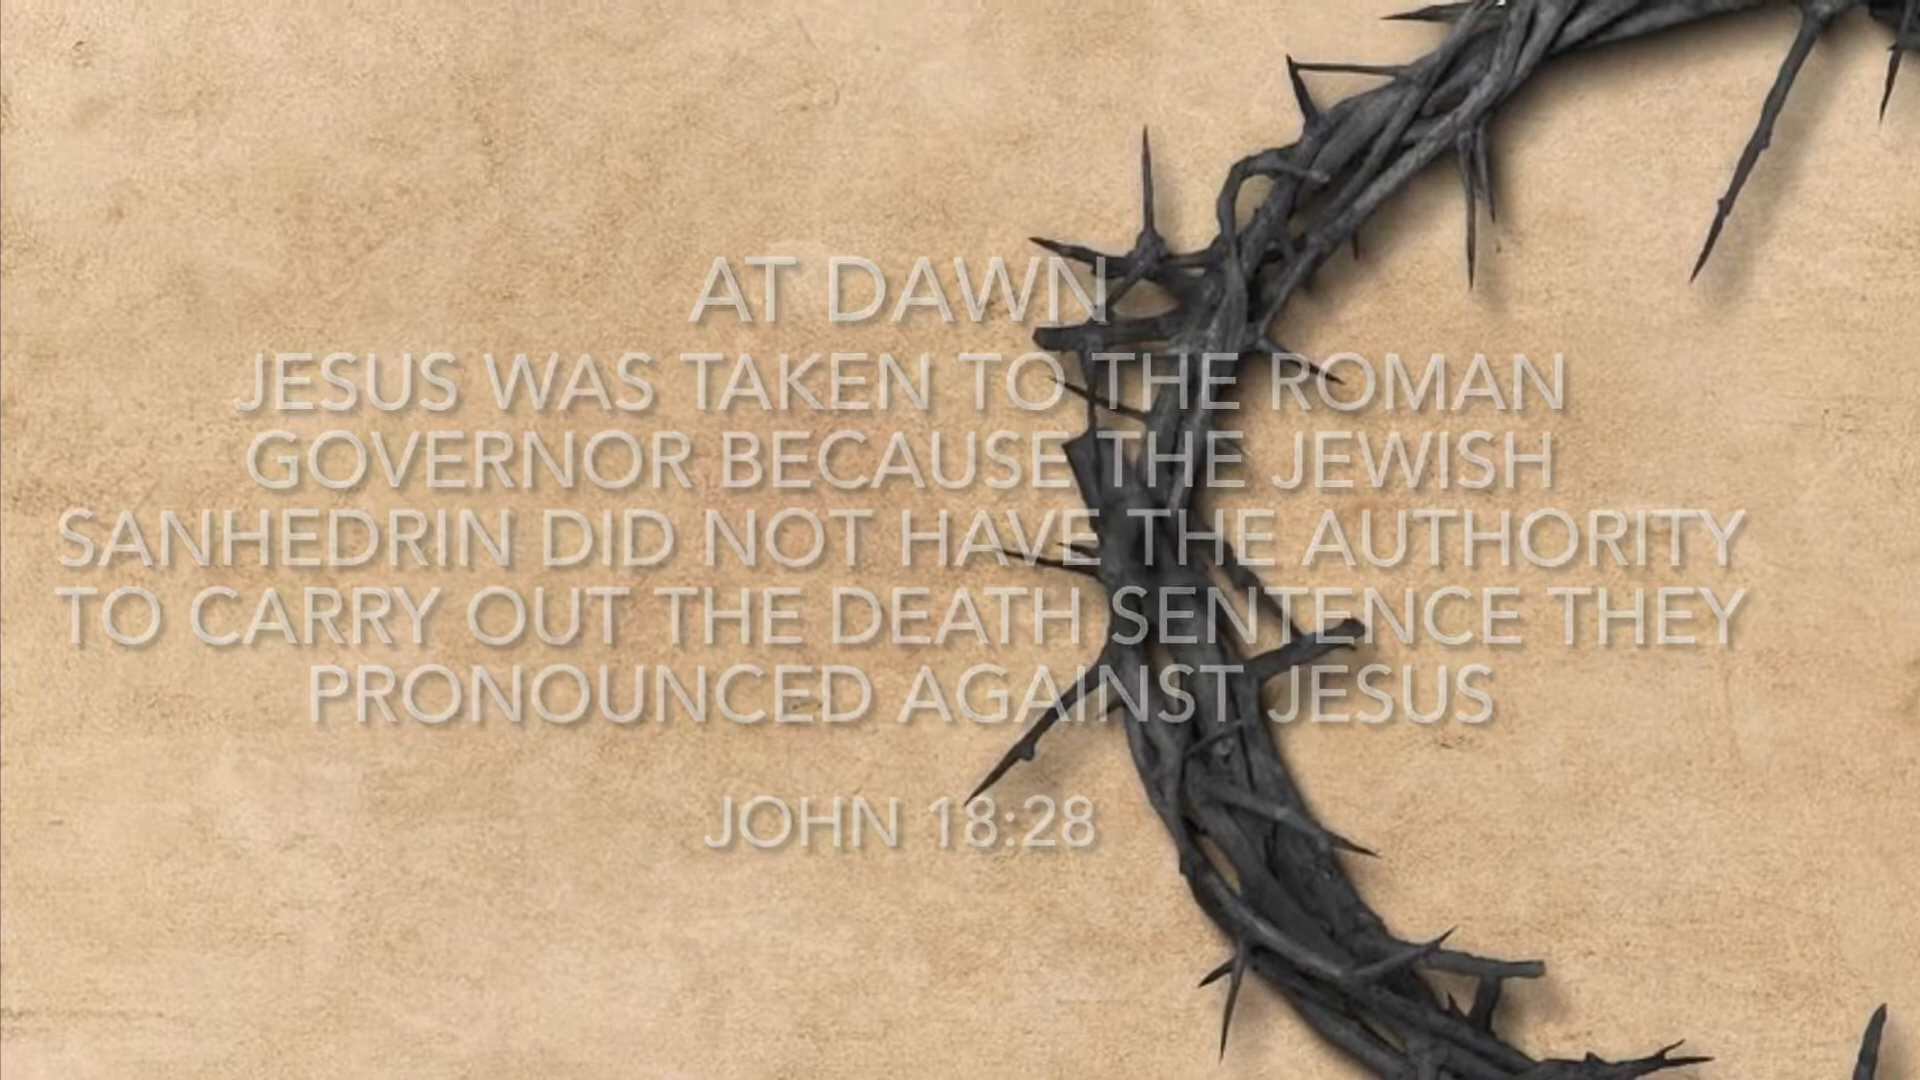 AT DAWN
JESUS WAS TAKEN TO THE ROMAN
GOVERNOR BECAUSE THE JEWISH
SANHEDRIN DID NOT HAVE THE AUTHORITY
TO CARRY OUT THE DEATH SENTENCE THEY
PRONOUNCED AGAINST JESUS
JOHN 18:28